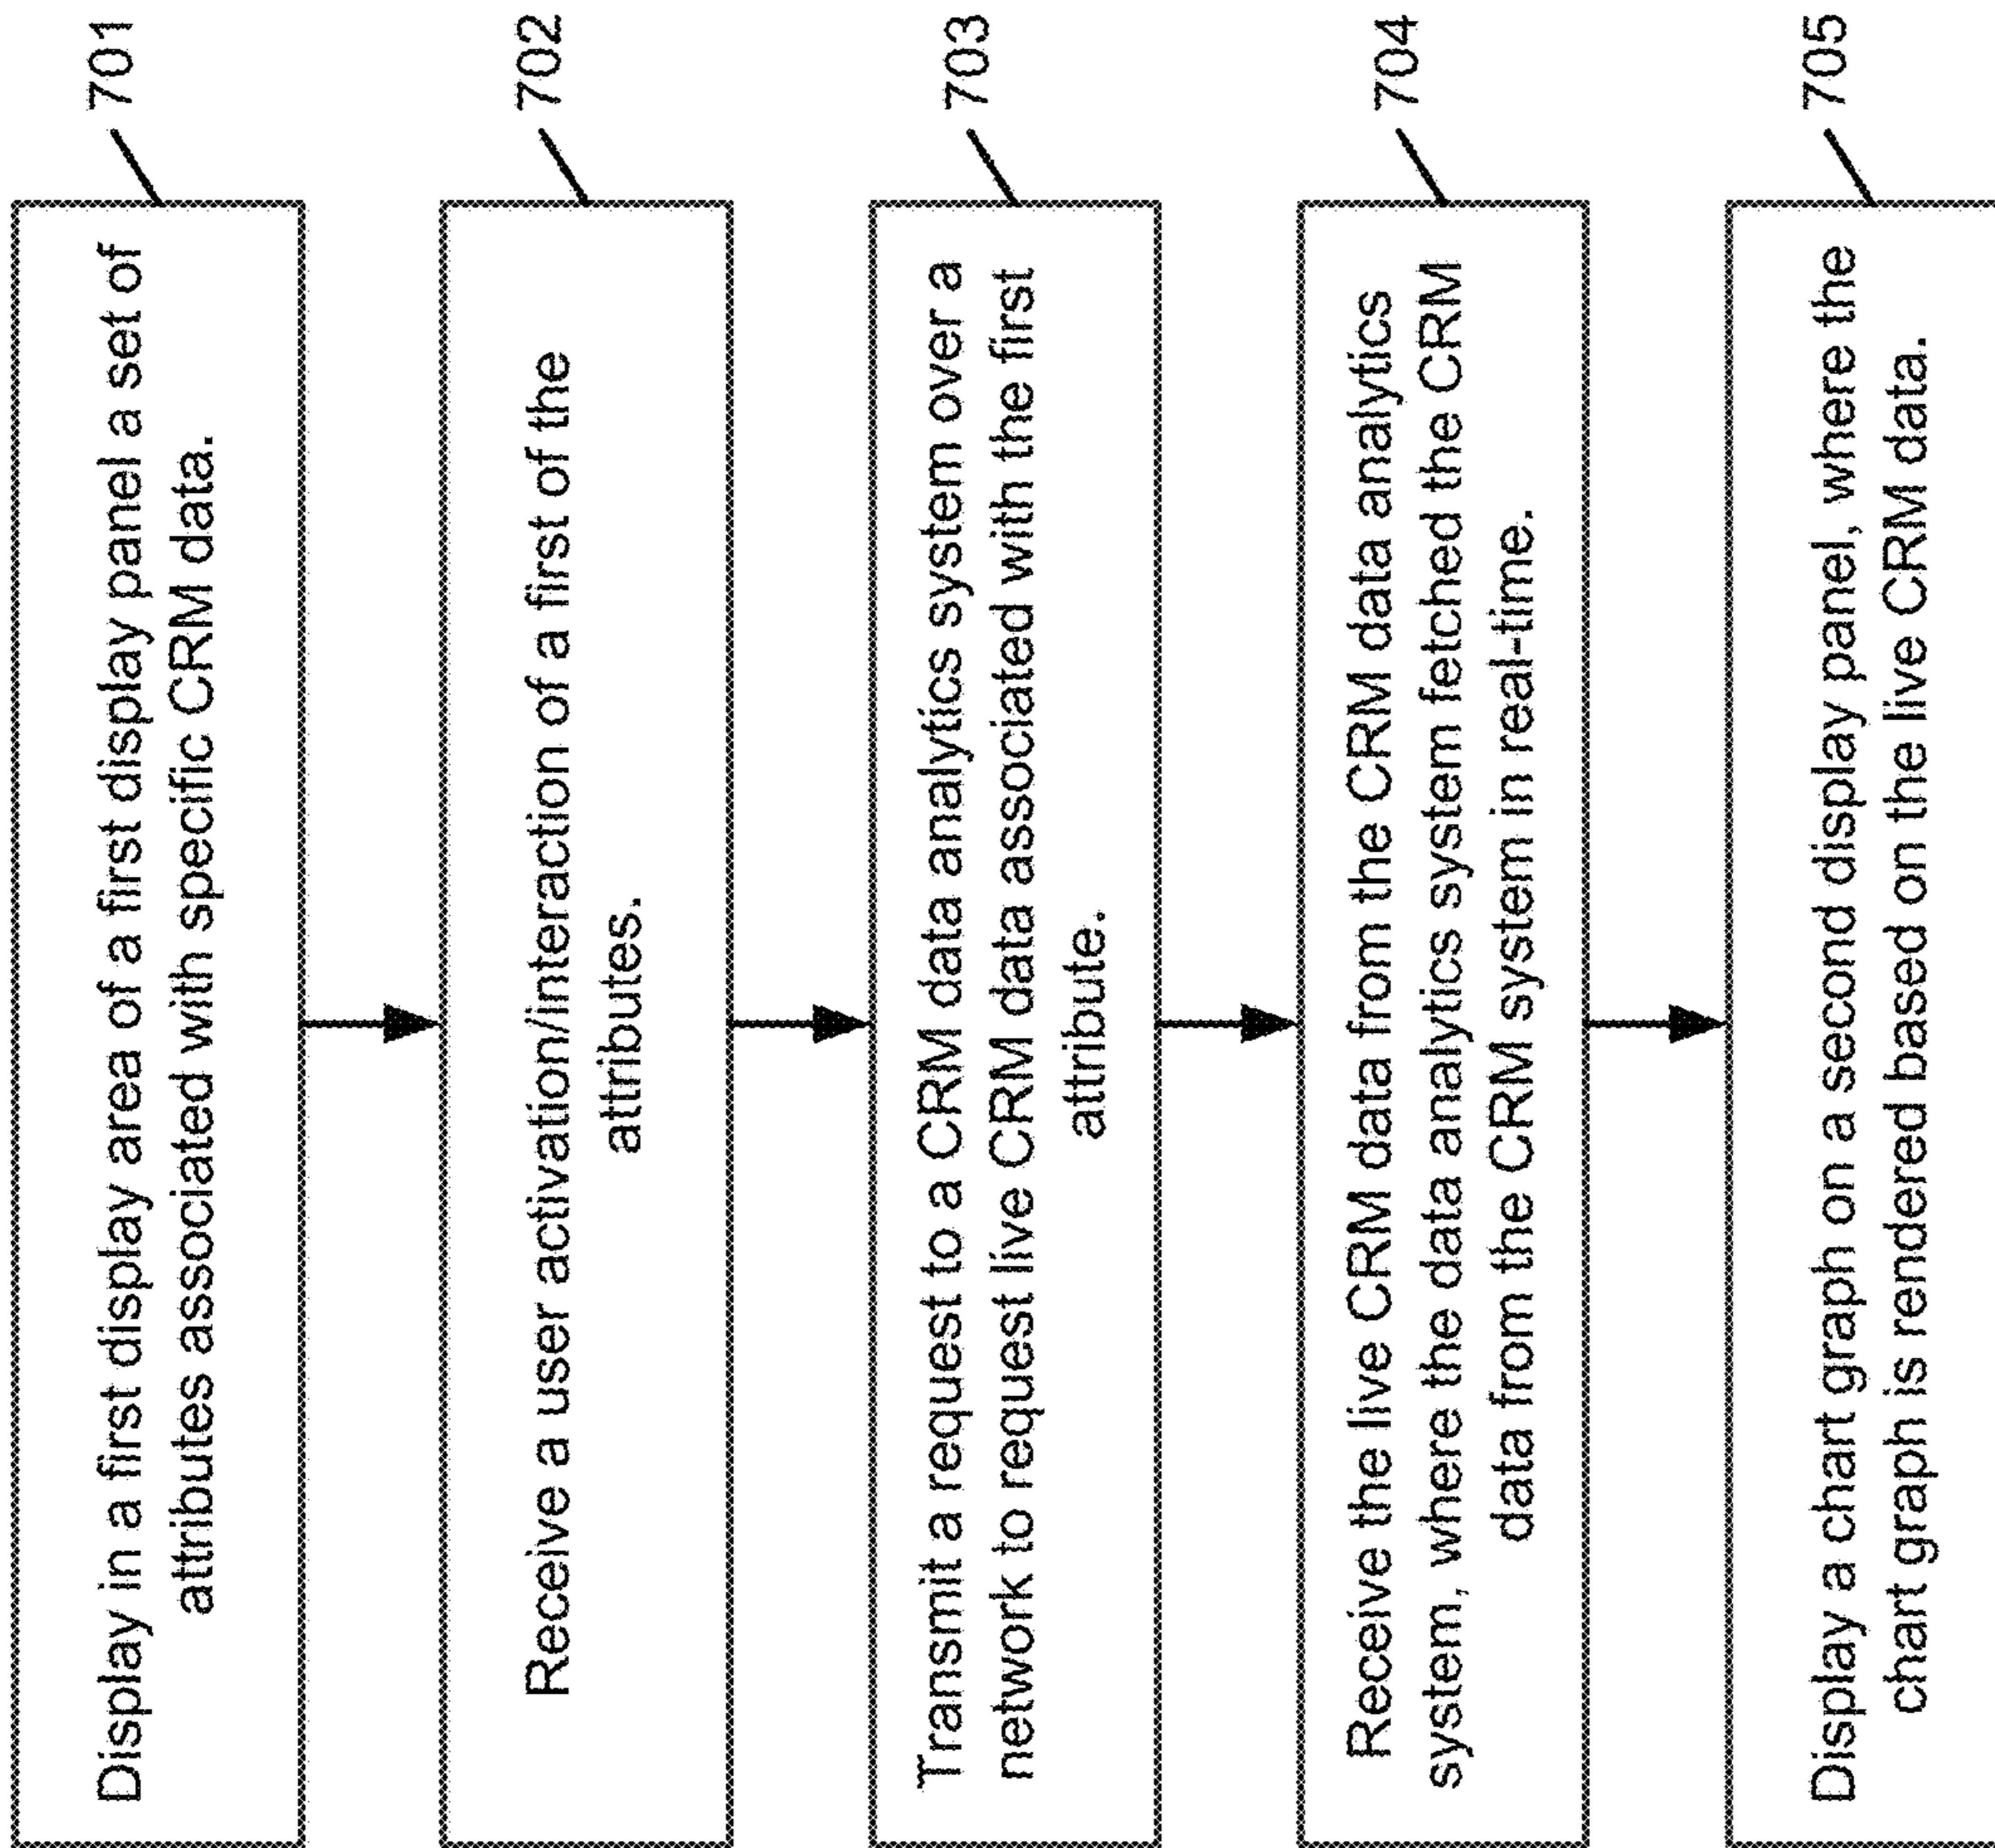 701
Display in a first display area of a first display panel a set of
attributes associated with specific CRM data.
702
Receive a user activation/interaction of a first of the
attributes.
703
Transmit a request to a CRM data analytics system over a
network to request live CRM data associated with the first
attribute.
704
Receive the live CRM data from the CRM data analytics
system, where the data analytics system fetched the CRM
data from the CRM system in real-time.
705
Display a chart graph on a second display panel, where the
chart graph is rendered based on the live CRM data.